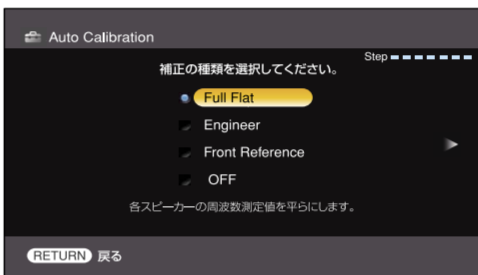 Auto Calibration
Step
補正の種類を選択してください。
Full Flat
Engineer
Front Reference
OFF
各スピーカーの周波数測定値を平らにします。
RETURN 戻る